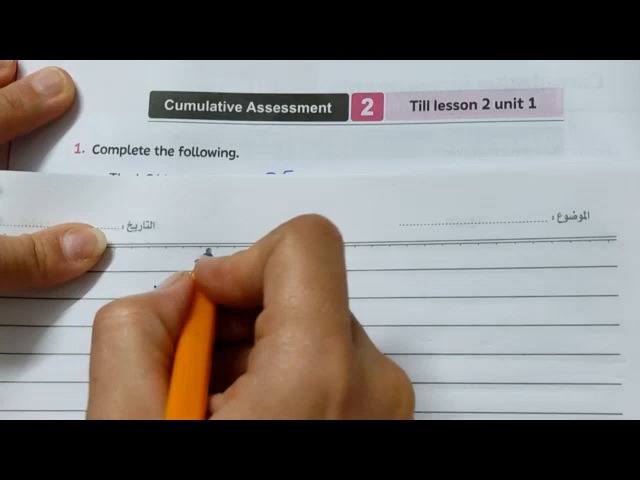 Cumulative Assessment 2 Till lesson 2 unit 1
1. Complete the following.
الموضوع : التاريخ :